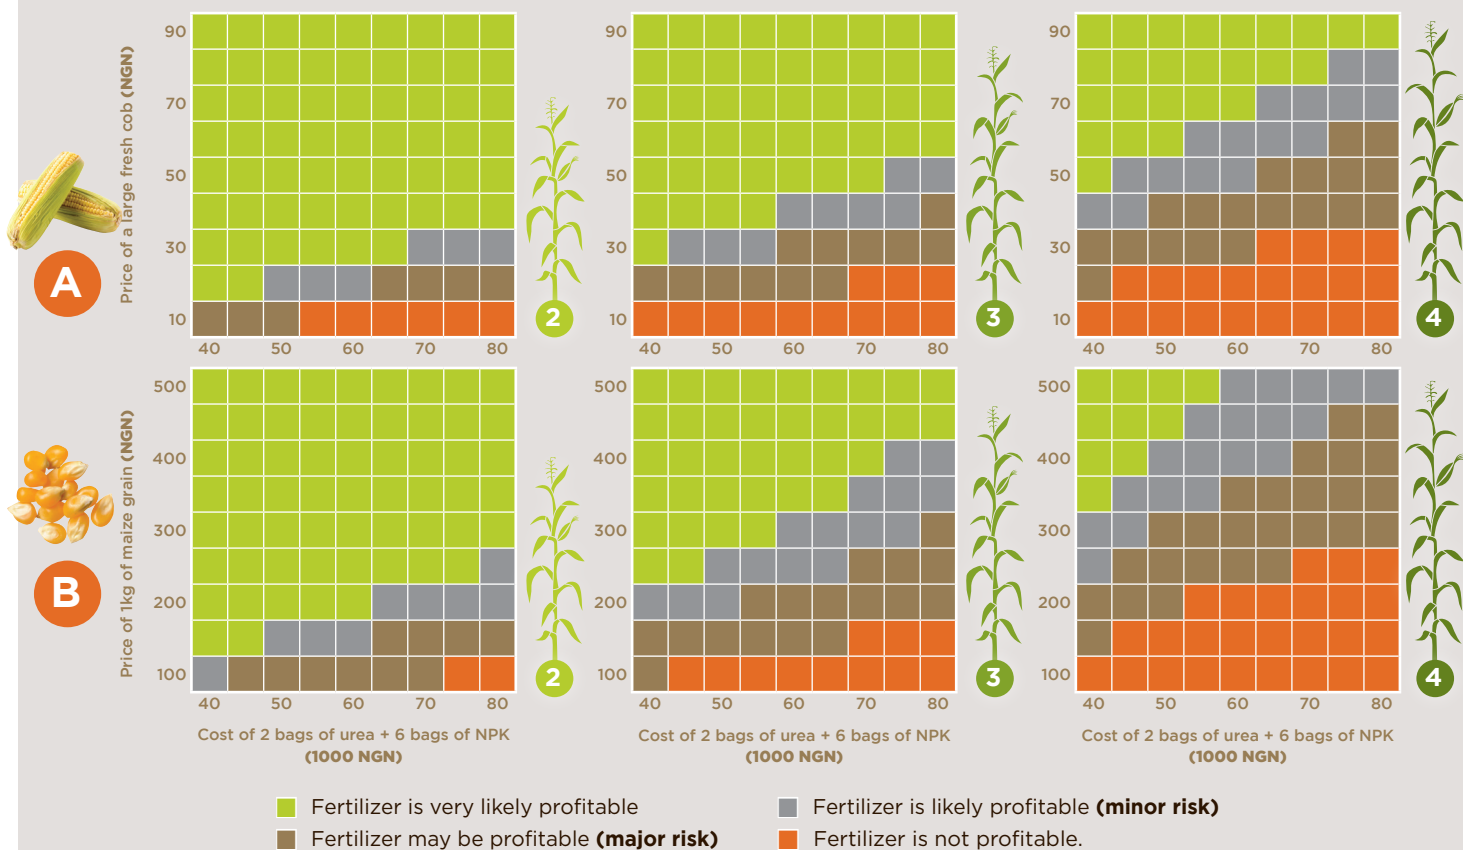 Price of a large fresh cob (NGN)
90
70
50
30
10
40 50 60 70 80
2
90
70
50
30
10
40 50 60 70 80
3
90
70
50
30
10
40 50 60 70 80
4
A
Price of 1kg of maize grain (NGN)
500
400
300
200
100
40 50 60 70 80
2
500
400
300
200
100
40 50 60 70 80
3
500
400
300
200
100
40 50 60 70 80
4
B
Cost of 2 bags of urea + 6 bags of NPK
(1000 NGN)
Cost of 2 bags of urea + 6 bags of NPK
(1000 NGN)
Cost of 2 bags of urea + 6 bags of NPK
(1000 NGN)
Fertilizer is very likely profitable
Fertilizer is likely profitable (minor risk)
Fertilizer may be profitable (major risk)
Fertilizer is not profitable.